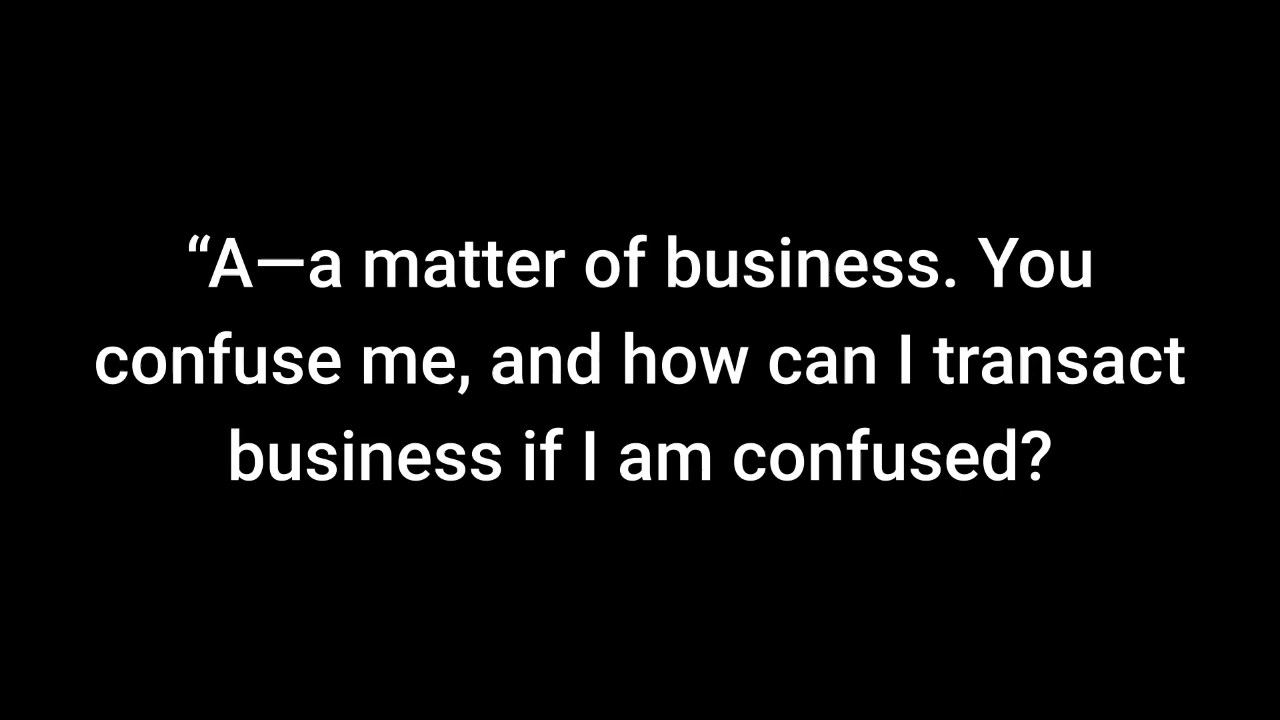 “A—a matter of business. You
confuse me, and how can I transact
business if I am confused?